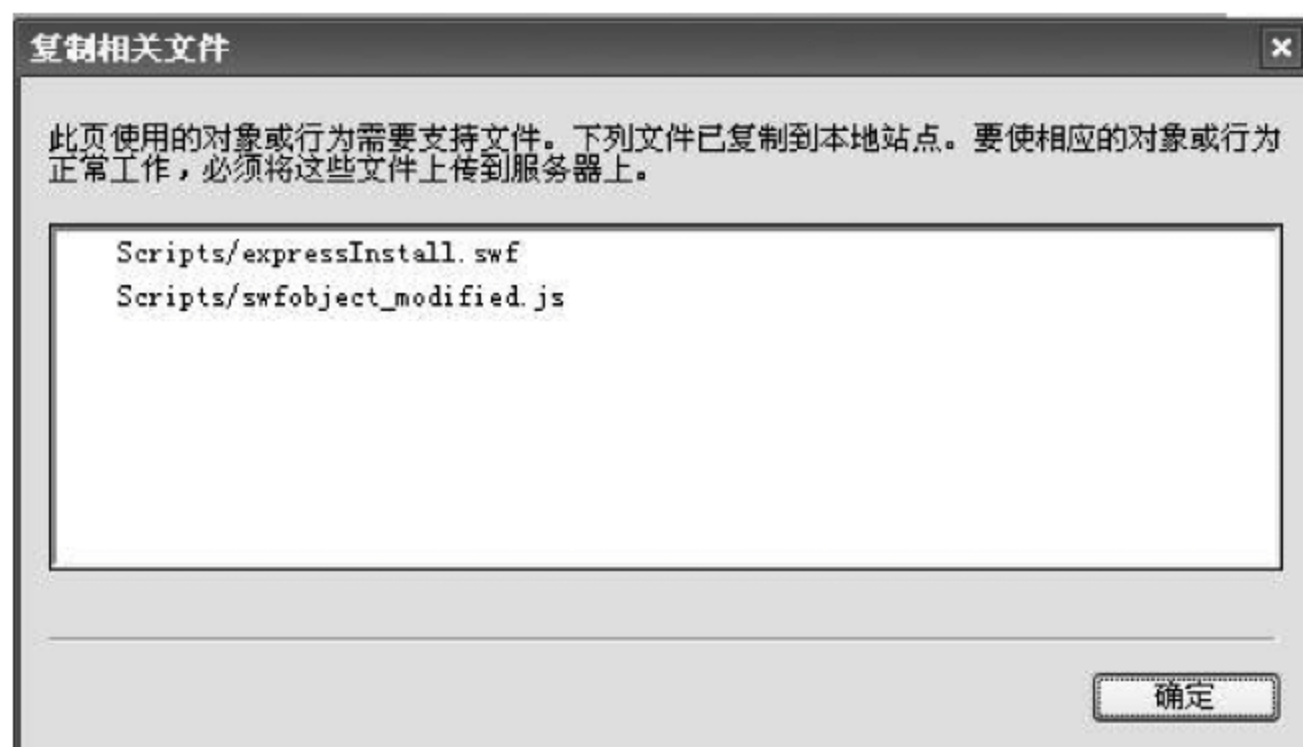 复制相关文件
此页使用的对象或行为需要支持文件。下列文件已复制到本地站点。要使相应的对象或行为
正常工作，必须将这些文件上传到服务器上。
Scripts/expressInstall.swf
Scripts/swfobject_modified.js
确定